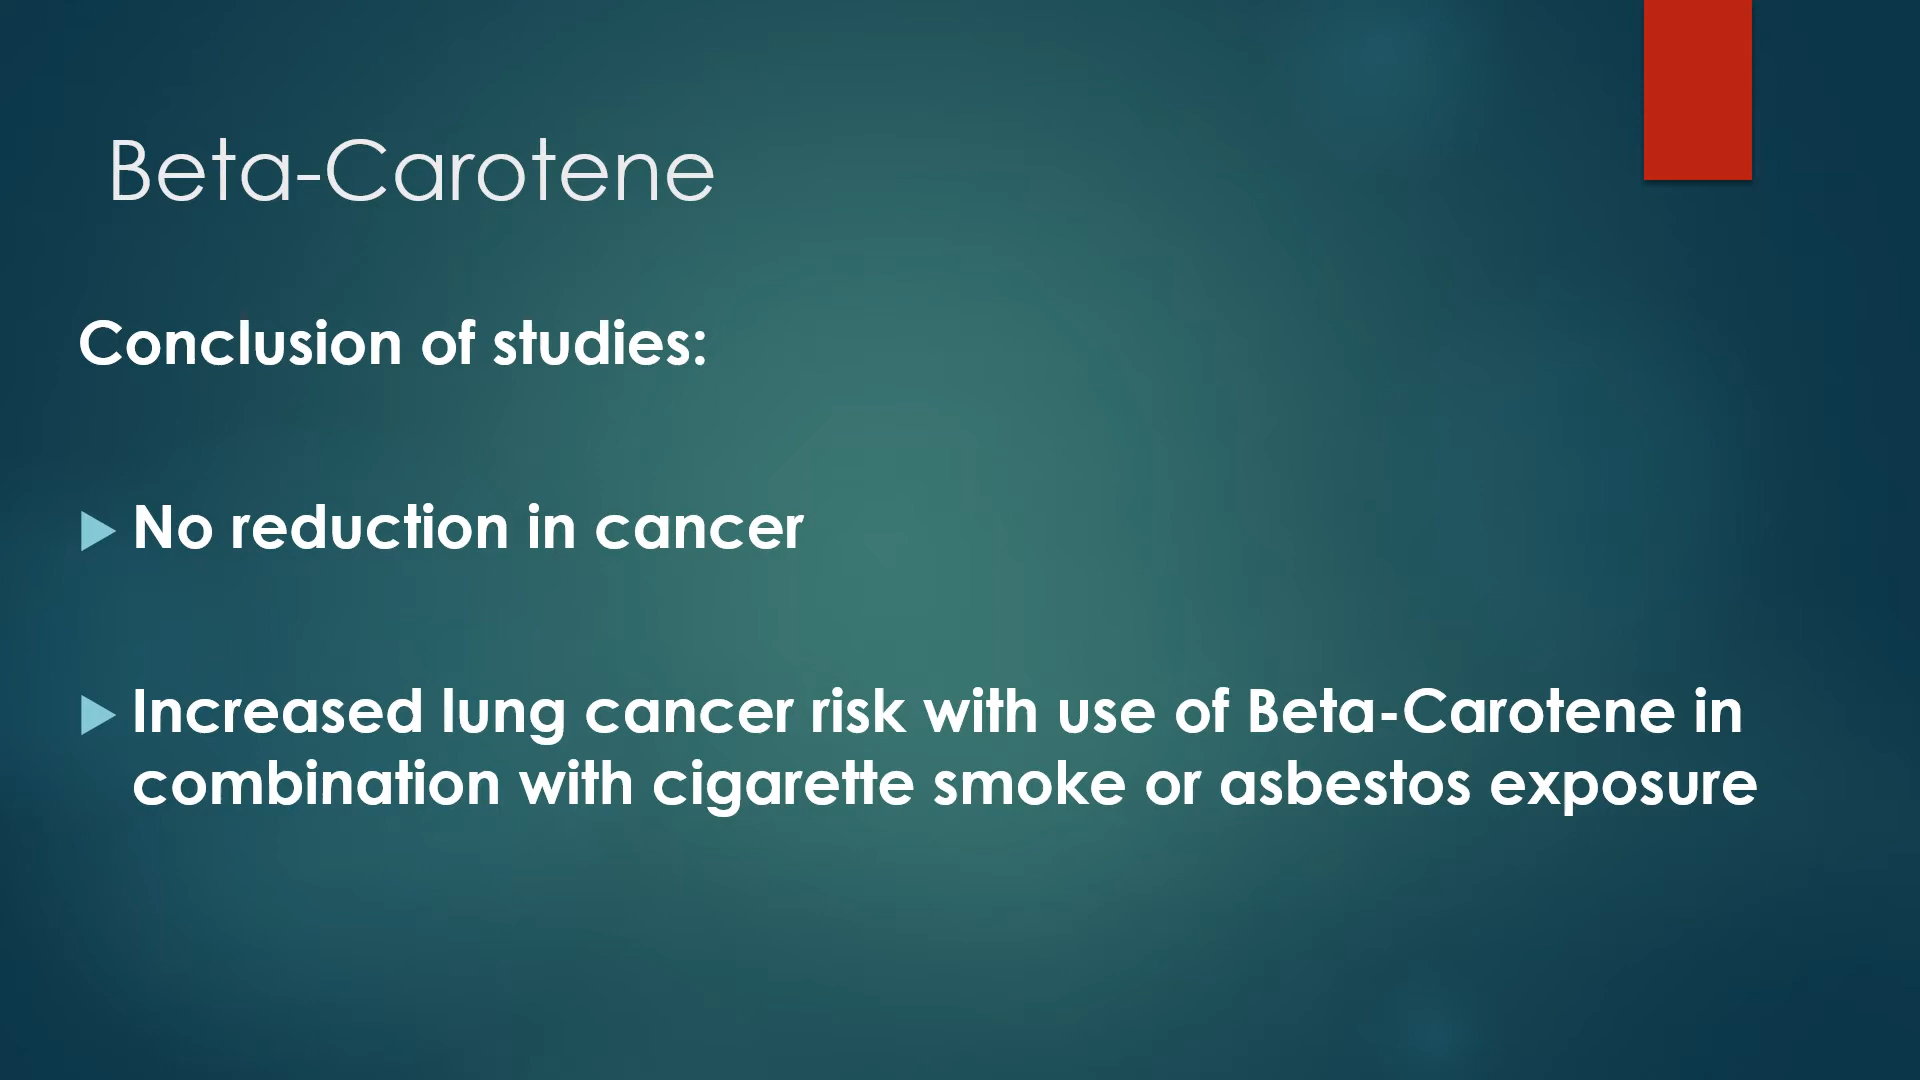 Beta-Carotene
Conclusion of studies:
No reduction in cancer
Increased lung cancer risk with use of Beta-Carotene in
combination with cigarette smoke or asbestos exposure